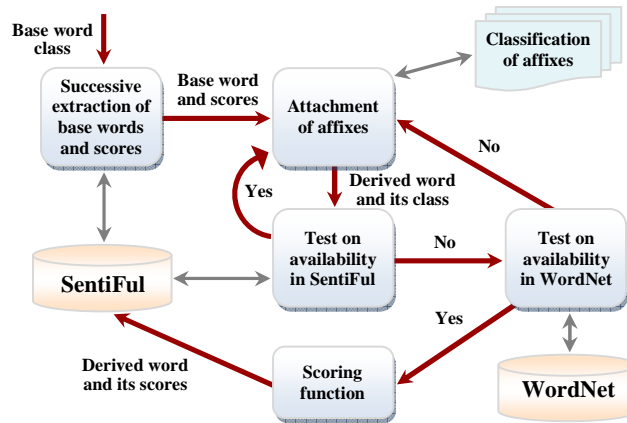 Base word
class
Successive
extraction of
base words
and scores
Base word
and scores
Attachment
of affixes
Classification
of affixes
No
Yes
Derived word
and its class
Test on
availability
in SentiFul
No
Test on
availability
in WordNet
SentiFul
Yes
Derived word
and its scores
Scoring
function
WordNet